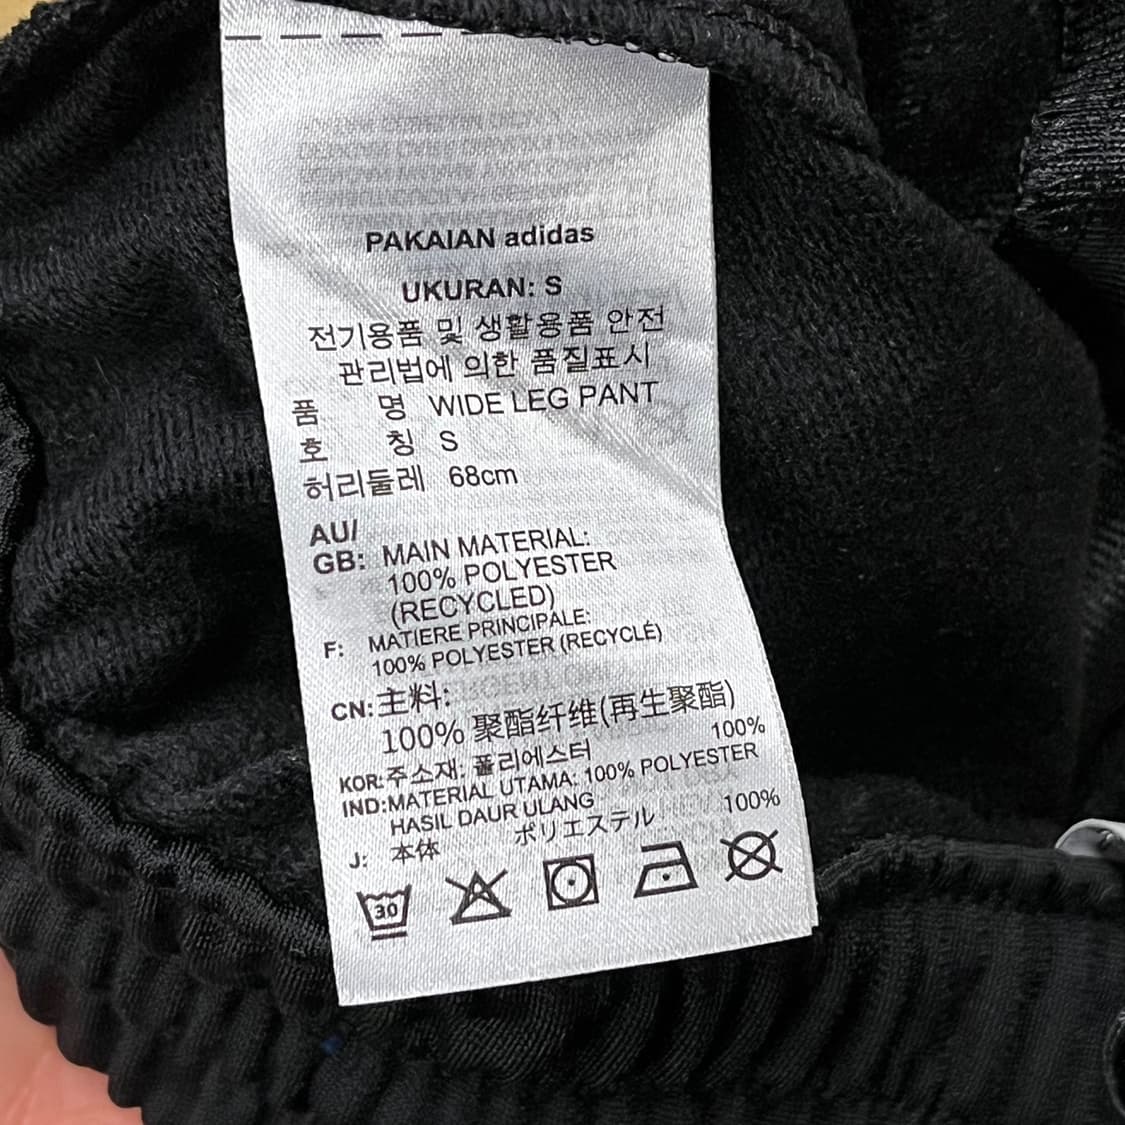 PAKAIAN adidas
UKURAN: S
전기용품 및 생활용품 안전
관리법에 의한 품질표시
품 명 WIDE LEG PANT
호 칭 S
허리둘레 68cm
AU/
GB: MAIN MATERIAL:
100% POLYESTER
(RECYCLED)
F: MATIERE PRINCIPALE:
100% POLYESTER (RECYCLÉ)
CN:主料:
100% 聚酯纤维(再生聚酯)
KOR:주소재: 폴리에스터 100%
IND:MATERIAL UTAMA: 100% POLYESTER
HASIL DAUR ULANG
J: 本体 ポリエステル 100%
30